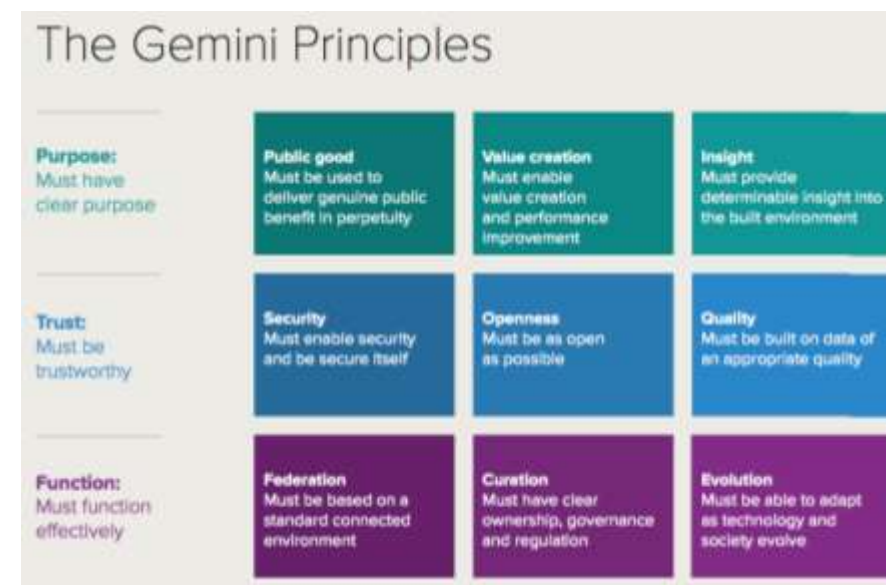 The Gemini Principles
Purpose:
Must have
clear purpose
Public good
Must be used to
deliver genuine public
benefit in perpetuity
Value creation
Must enable
value creation
and performance
improvement
Insight
Must provide
determinable insight into
the built environment
Trust:
Must be
trustworthy
Security
Must enable security
and be secure itself
Openness
Must be as open
as possible
Quality
Must be built on data of
an appropriate quality
Function:
Must function
effectively
Federation
Must be based on a
standard connected
environment
Curation
Must have clear
ownership, governance
and regulation
Evolution
Must be able to adapt
as technology and
society evolve